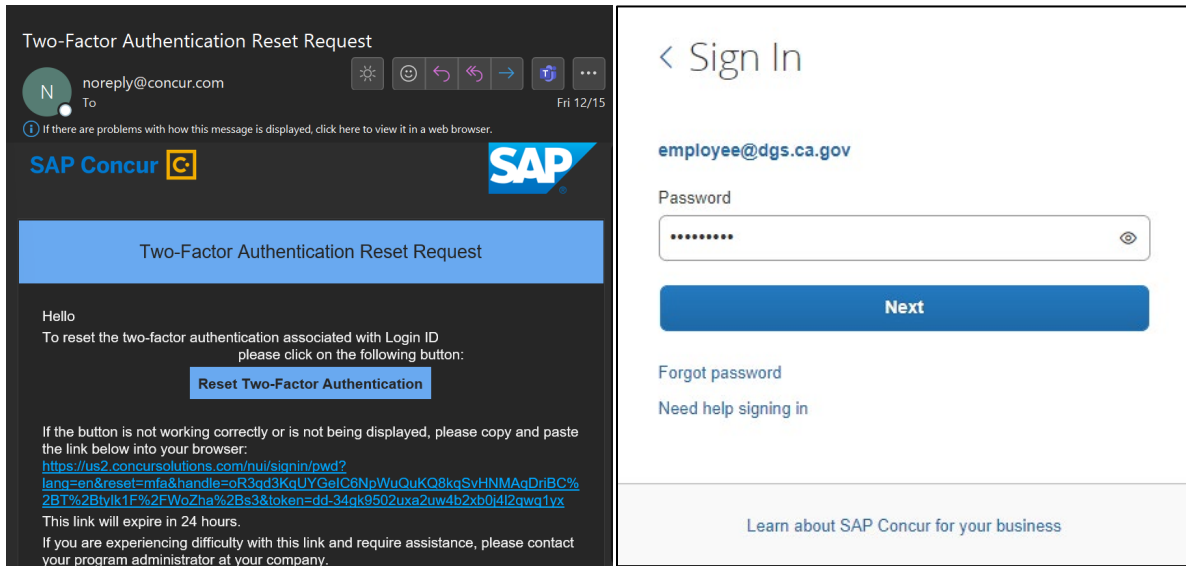 Two-Factor Authentication Reset Request
N
noreply@concur.com
To
Fri 12/15
If there are problems with how this message is displayed, click here to view it in a web browser.
SAP Concur C
SAP
Two-Factor Authentication Reset Request
Hello
To reset the two-factor authentication associated with Login ID
please click on the following button:
Reset Two-Factor Authentication
If the button is not working correctly or is not being displayed, please copy and paste
the link below into your browser:
https://us2.concursolutions.com/nui/signin/pwd?
lang=en&reset=mfa&handle=oR3qd3KqUYGeIC6NpWuQuKQ8kqSvHNMAqDriBC%
2BT%2Btylk1F%2FWoZha%2Bs3&token=dd-34gk9502uxa2uw4b2xb0j4l2qwq1yx
This link will expire in 24 hours.
If you are experiencing difficulty with this link and require assistance, please contact
your program administrator at your company.
< Sign In
employee@dgs.ca.gov
Password
•••••••••
Next
Forgot password
Need help signing in
Learn about SAP Concur for your business